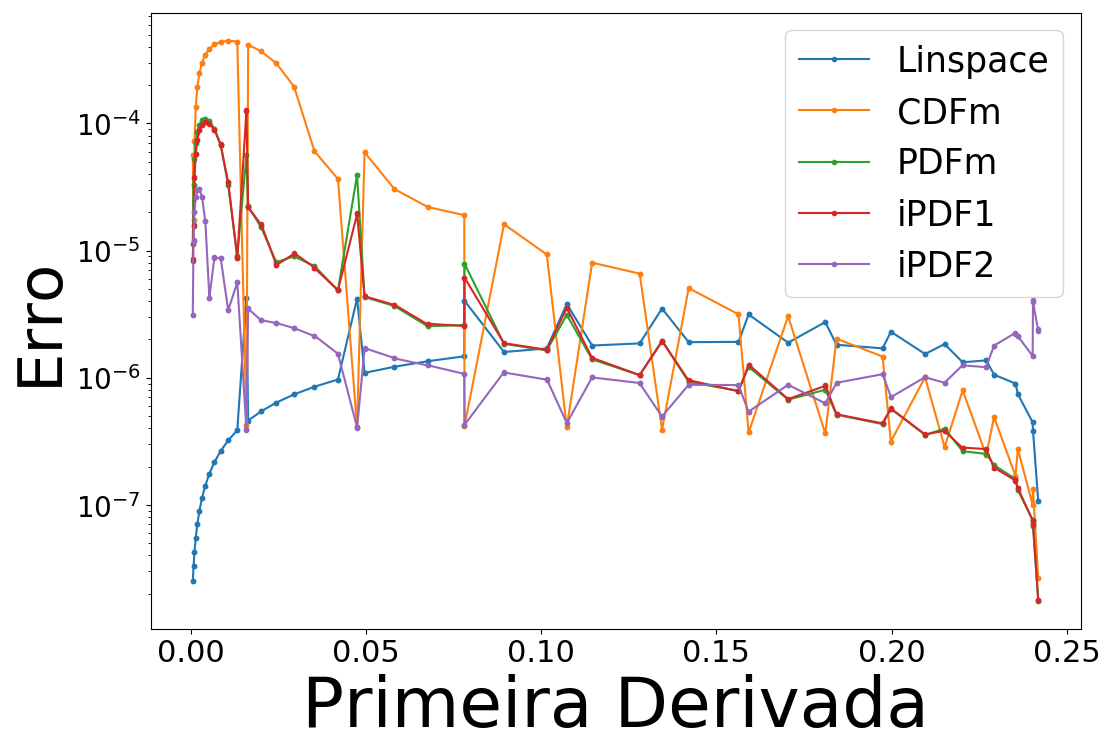 Erro
10⁻⁴
10⁻⁵
10⁻⁶
10⁻⁷
Linspace
CDFm
PDFm
iPDF1
iPDF2
0.00 0.05 0.10 0.15 0.20 0.25
Primeira Derivada